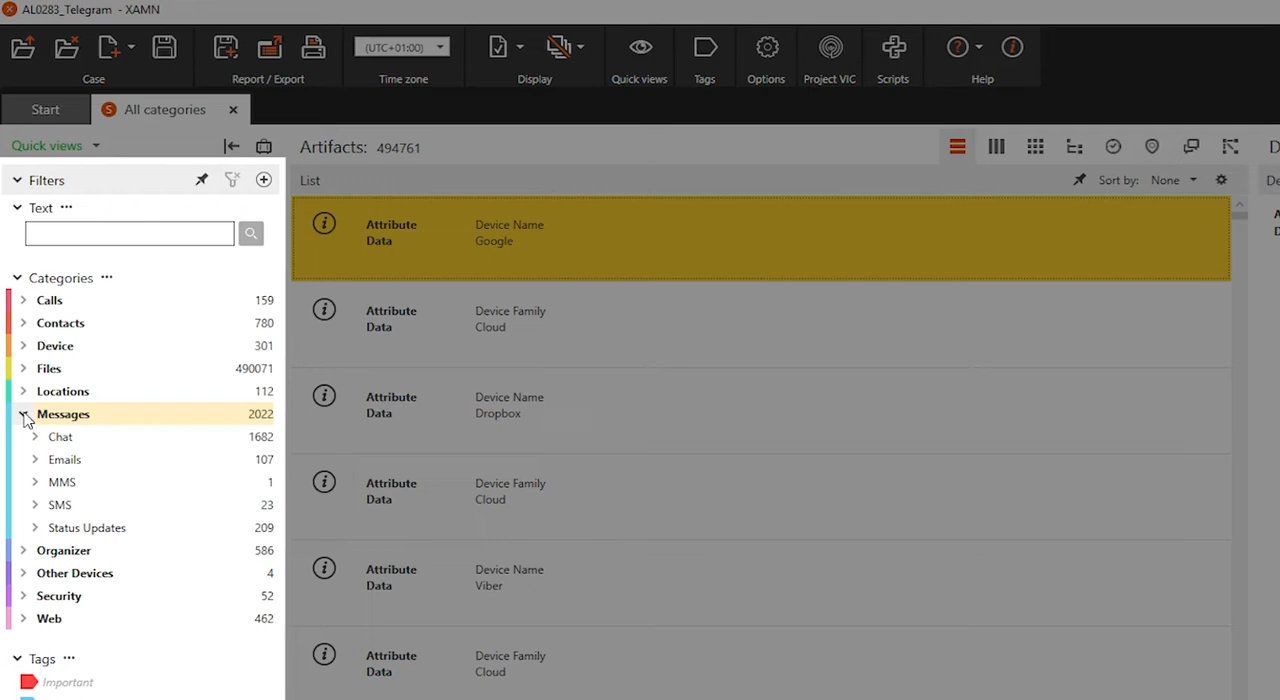 AL0283_Telegram - XAMN
(UTC+01:00)
Case
Report / Export
Time zone
Display
Quick views
Tags
Options
Project VIC
Scripts
Help
Start
All categories
Quick views
Artifacts: 494761
Filters
List
Sort by: None
De
Text
Attribute Device Name
Data Google
Categories
Calls 159
Contacts 780
Device 301
Files 490071
Locations 112
Messages 2022
Chat 1682
Emails 107
MMS 1
SMS 23
Status Updates 209
Organizer 586
Other Devices 4
Security 52
Web 462
Tags
Important
Attribute Device Family
Data Cloud
Attribute Device Name
Data Dropbox
Attribute Device Family
Data Cloud
Attribute Device Name
Data Viber
Attribute Device Family
Data Cloud